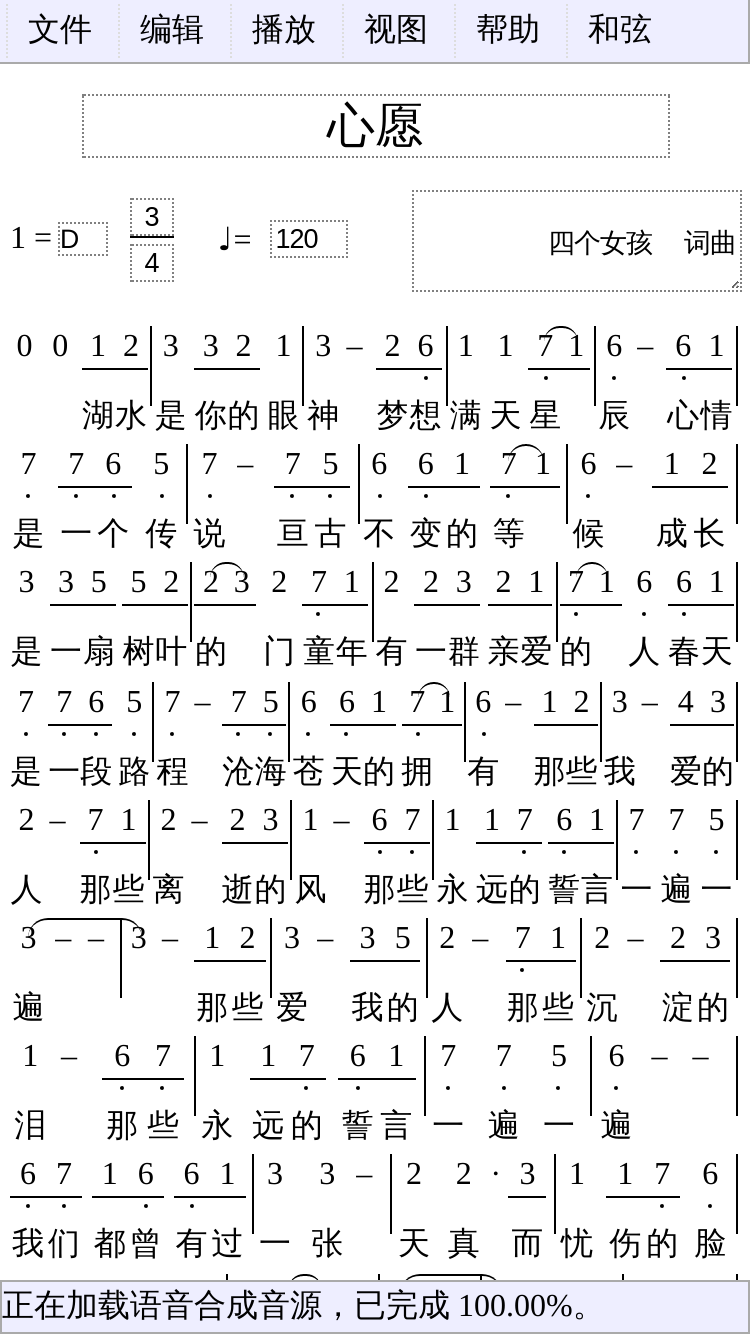 文件 编辑 播放 视图 帮助 和弦
心愿
1 = D 3/4 ♩= 120 四个女孩 词曲
0 0 1 2 | 3 3 2 1 | 3 – 2 6 | 1 1 7 1 | 6 – 6 1 |
湖水 是 你的 眼 神 梦想 满 天 星 辰 心情
7 7 6 5 | 7 – 7 5 | 6 6 1 7 1 | 6 – 1 2 |
是 一个 传 说 亘古 不 变的 等 候 成长
3 3 5 5 2 | 2 3 2 7 1 | 2 2 3 2 1 | 7 1 6 6 1 |
是 一扇 树叶 的 门 童年 有 一群 亲爱 的 人 春天
7 7 6 5 | 7 – 7 5 | 6 6 1 7 1 | 6 – 1 2 | 3 – 4 3 |
是 一段 路 程 沧海 苍 天的 拥 有 那些 我 爱的
2 – 7 1 | 2 – 2 3 | 1 – 6 7 | 1 1 7 6 1 | 7 7 5 |
人 那些 离 逝的 风 那些 永 远的 誓言 一 遍 一
3 – – | 3 – 1 2 | 3 – 3 5 | 2 – 7 1 | 2 – 2 3 |
遍 那些 爱 我的 人 那些 沉 淀的
1 – 6 7 | 1 1 7 6 1 | 7 7 5 | 6 – – |
泪 那些 永 远的 誓言 一 遍 一 遍
6 7 1 6 6 1 | 3 3 – | 2 2 · 3 | 1 1 7 6 |
我们 都曾 有过 一 张 天 真 而 忧 伤的 脸
正在加载语音合成音源，已完成 100.00%。